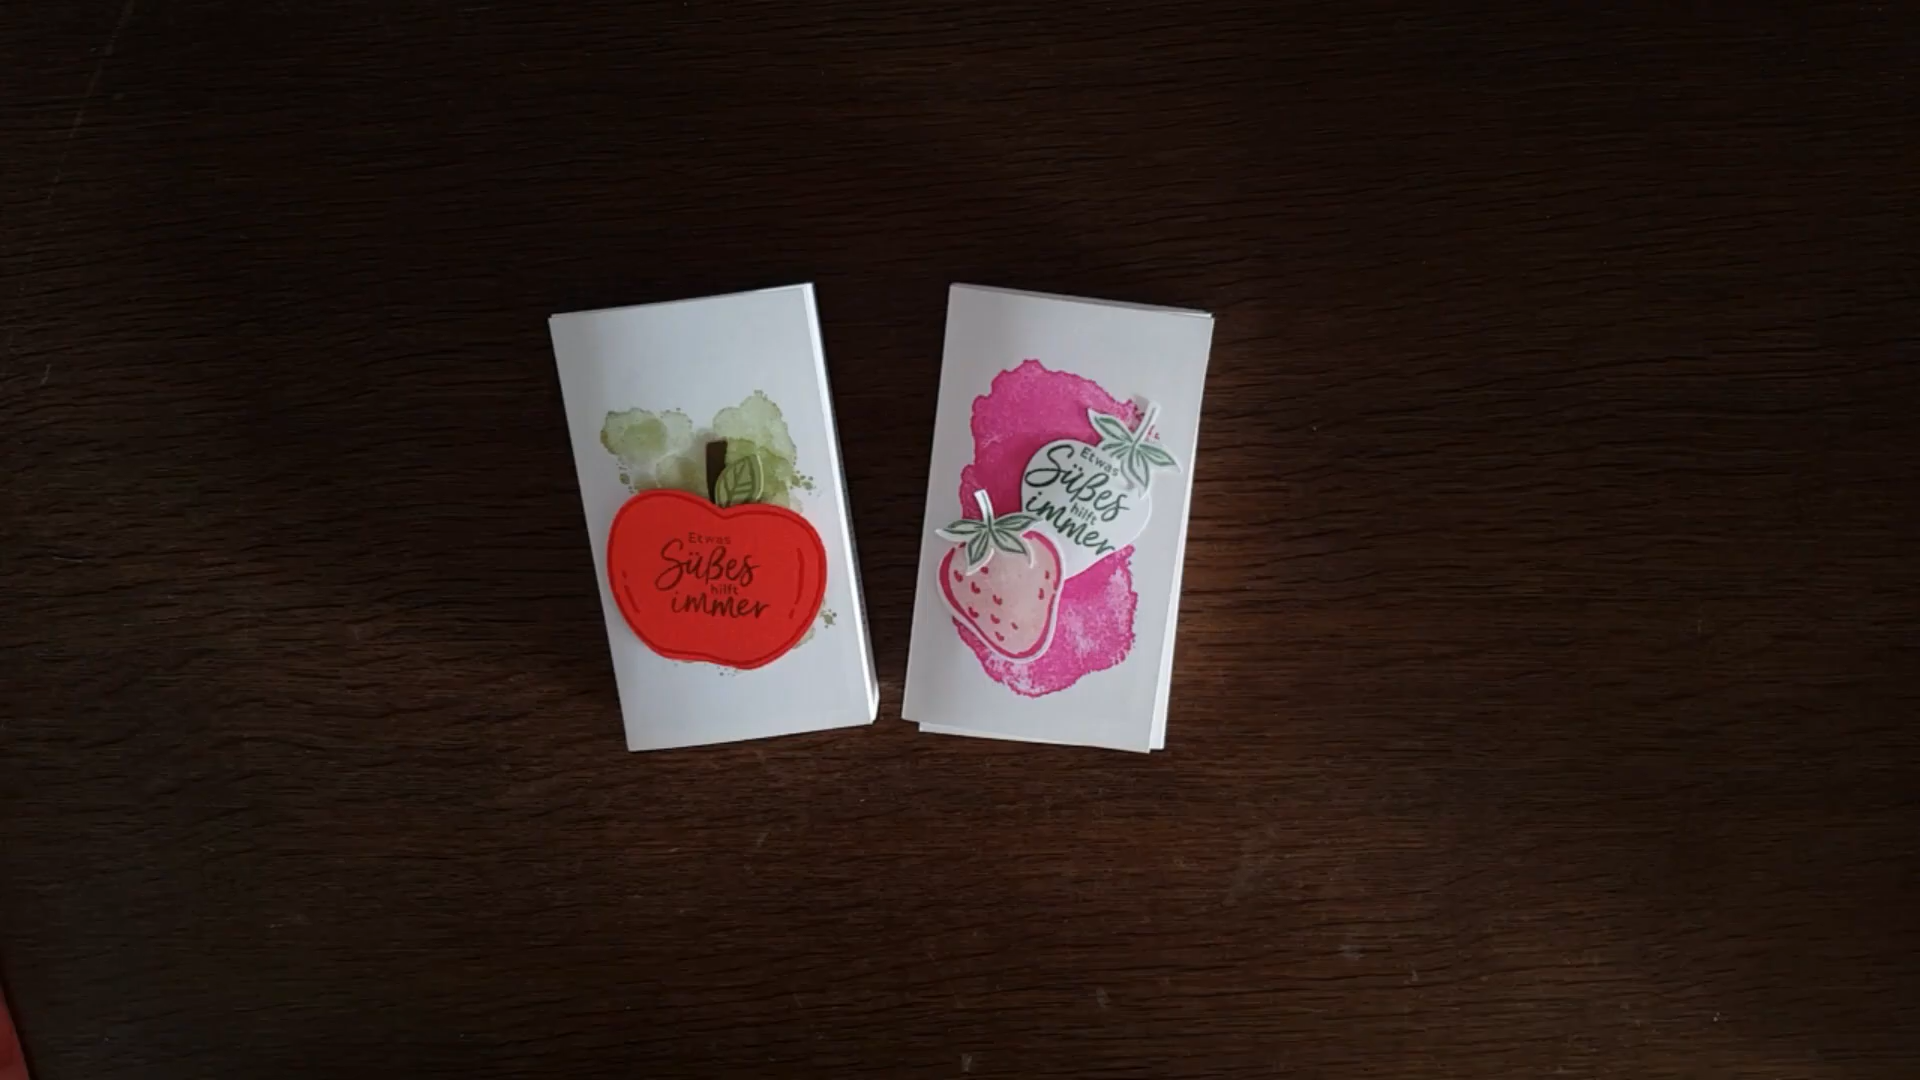 Etwas
Süßes
hilft
immer
Etwas
Süßes
hilft
immer